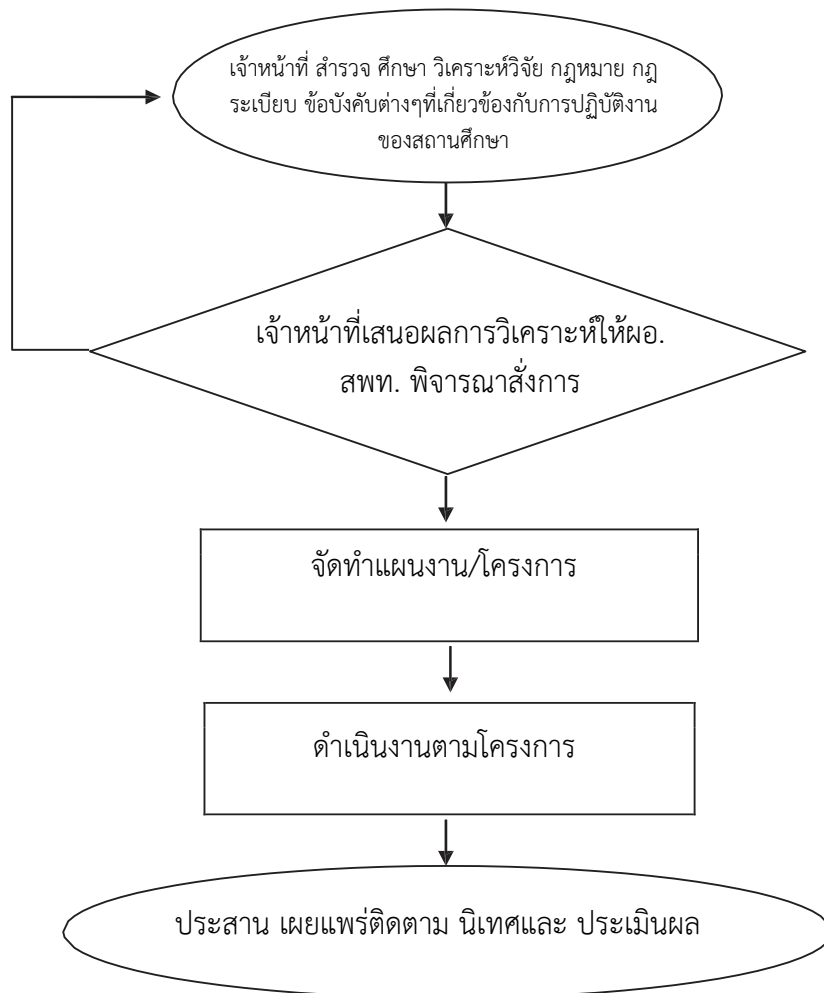 เจ้าหน้าที่ สำรวจ ศึกษา วิเคราะห์วิจัย กฎหมาย กฎ
ระเบียบ ข้อบังคับต่างๆที่เกี่ยวข้องกับการปฏิบัติงาน
ของสถานศึกษา
เจ้าหน้าที่เสนอผลการวิเคราะห์ให้ผอ.
สพท. พิจารณาสั่งการ
จัดทำแผนงาน/โครงการ
ดำเนินงานตามโครงการ
ประสาน เผยแพร่ติดตาม นิเทศและ ประเมินผล